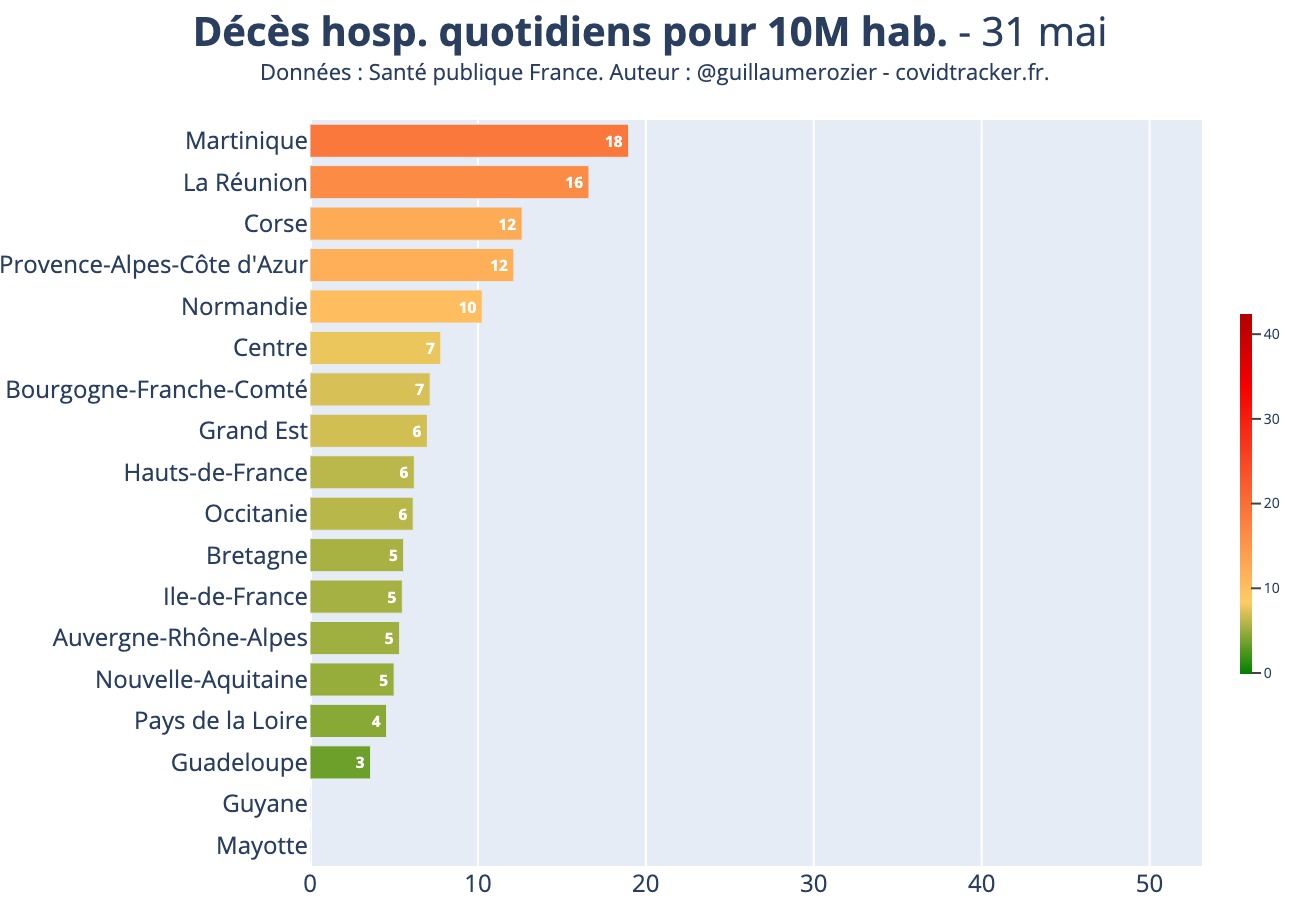 Décès hosp. quotidiens pour 10M hab. - 31 mai
Données : Santé publique France. Auteur : @guillaumerozier - covidtracker.fr.
Martinique 18
La Réunion 16
Corse 12
Provence-Alpes-Côte d'Azur 12
Normandie 10
Centre 7
Bourgogne-Franche-Comté 7
Grand Est 6
Hauts-de-France 6
Occitanie 6
Bretagne 5
Ile-de-France 5
Auvergne-Rhône-Alpes 5
Nouvelle-Aquitaine 5
Pays de la Loire 4
Guadeloupe 3
Guyane
Mayotte
0 10 20 30 40 50
40
30
20
10
0